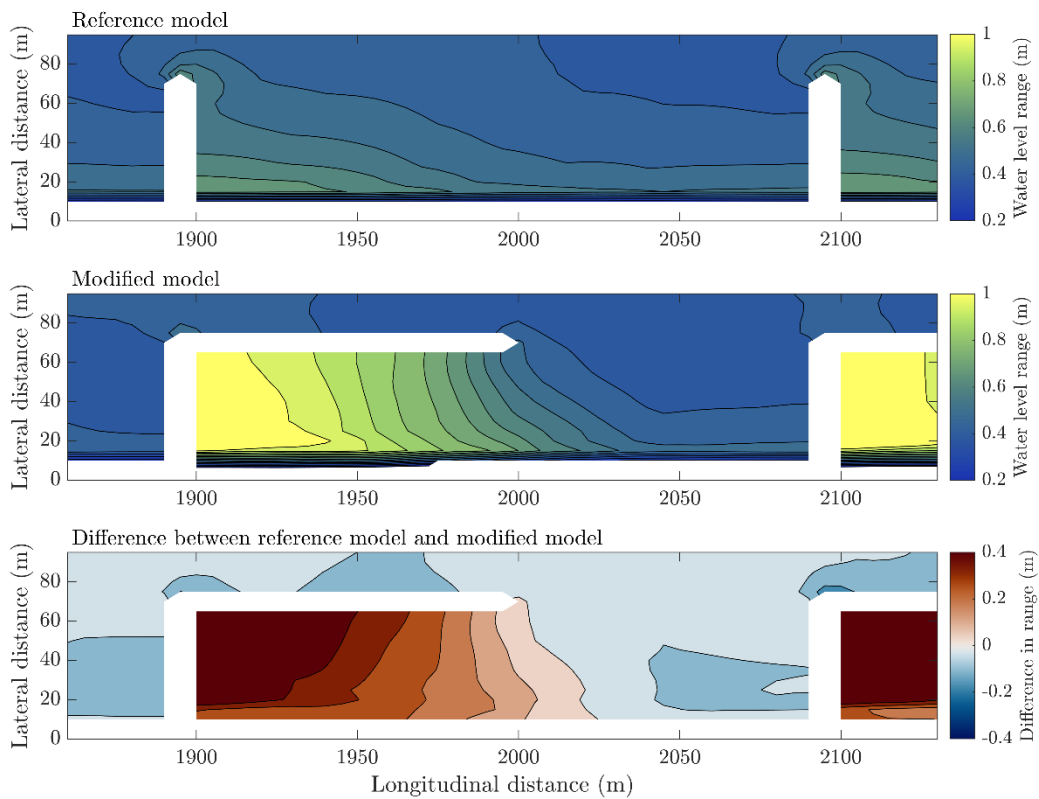 Reference model
Lateral distance (m)
80
60
40
20
0
1900 1950 2000 2050 2100
1
0.8
0.6
0.4
0.2
Water level range (m)
Modified model
Lateral distance (m)
80
60
40
20
0
1900 1950 2000 2050 2100
1
0.8
0.6
0.4
0.2
Water level range (m)
Difference between reference model and modified model
Lateral distance (m)
80
60
40
20
0
1900 1950 2000 2050 2100
Longitudinal distance (m)
0.4
0.2
0
-0.2
-0.4
Difference in range (m)